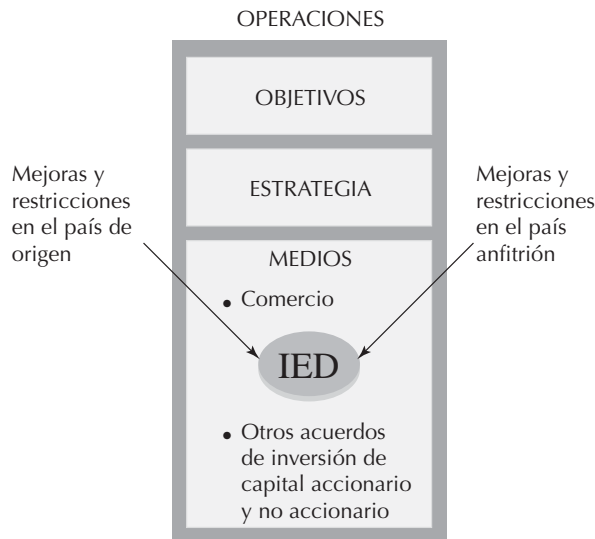 OPERACIONES
OBJETIVOS
ESTRATEGIA
Mejoras y
restricciones
en el país de
origen
Mejoras y
restricciones
en el país
anfitrión
MEDIOS
• Comercio
IED
• Otros acuerdos
de inversión de
capital accionario
y no accionario